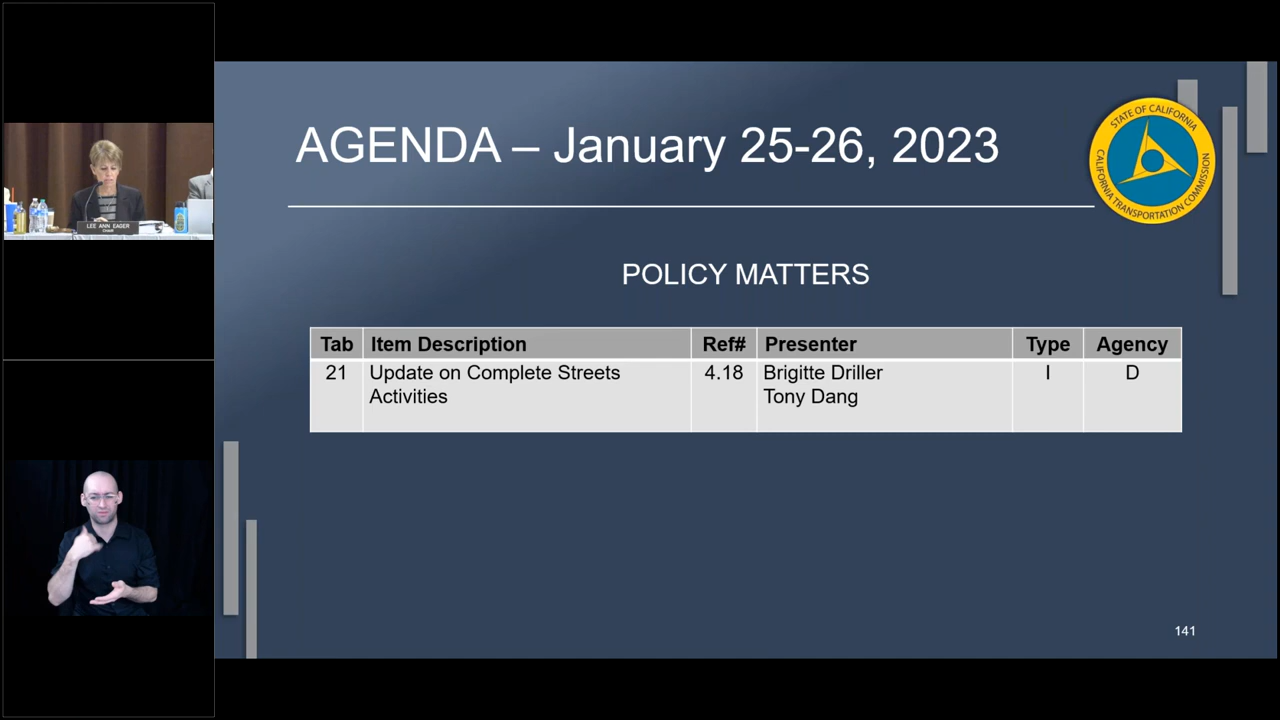 AGENDA – January 25-26, 2023
STATE OF CALIFORNIA
CALIFORNIA TRANSPORTATION COMMISSION
POLICY MATTERS
Tab Item Description Ref# Presenter Type Agency
21 Update on Complete Streets 4.18 Brigitte Driller I D
Activities Tony Dang
LEE ANN EAGER
CHAIR
141